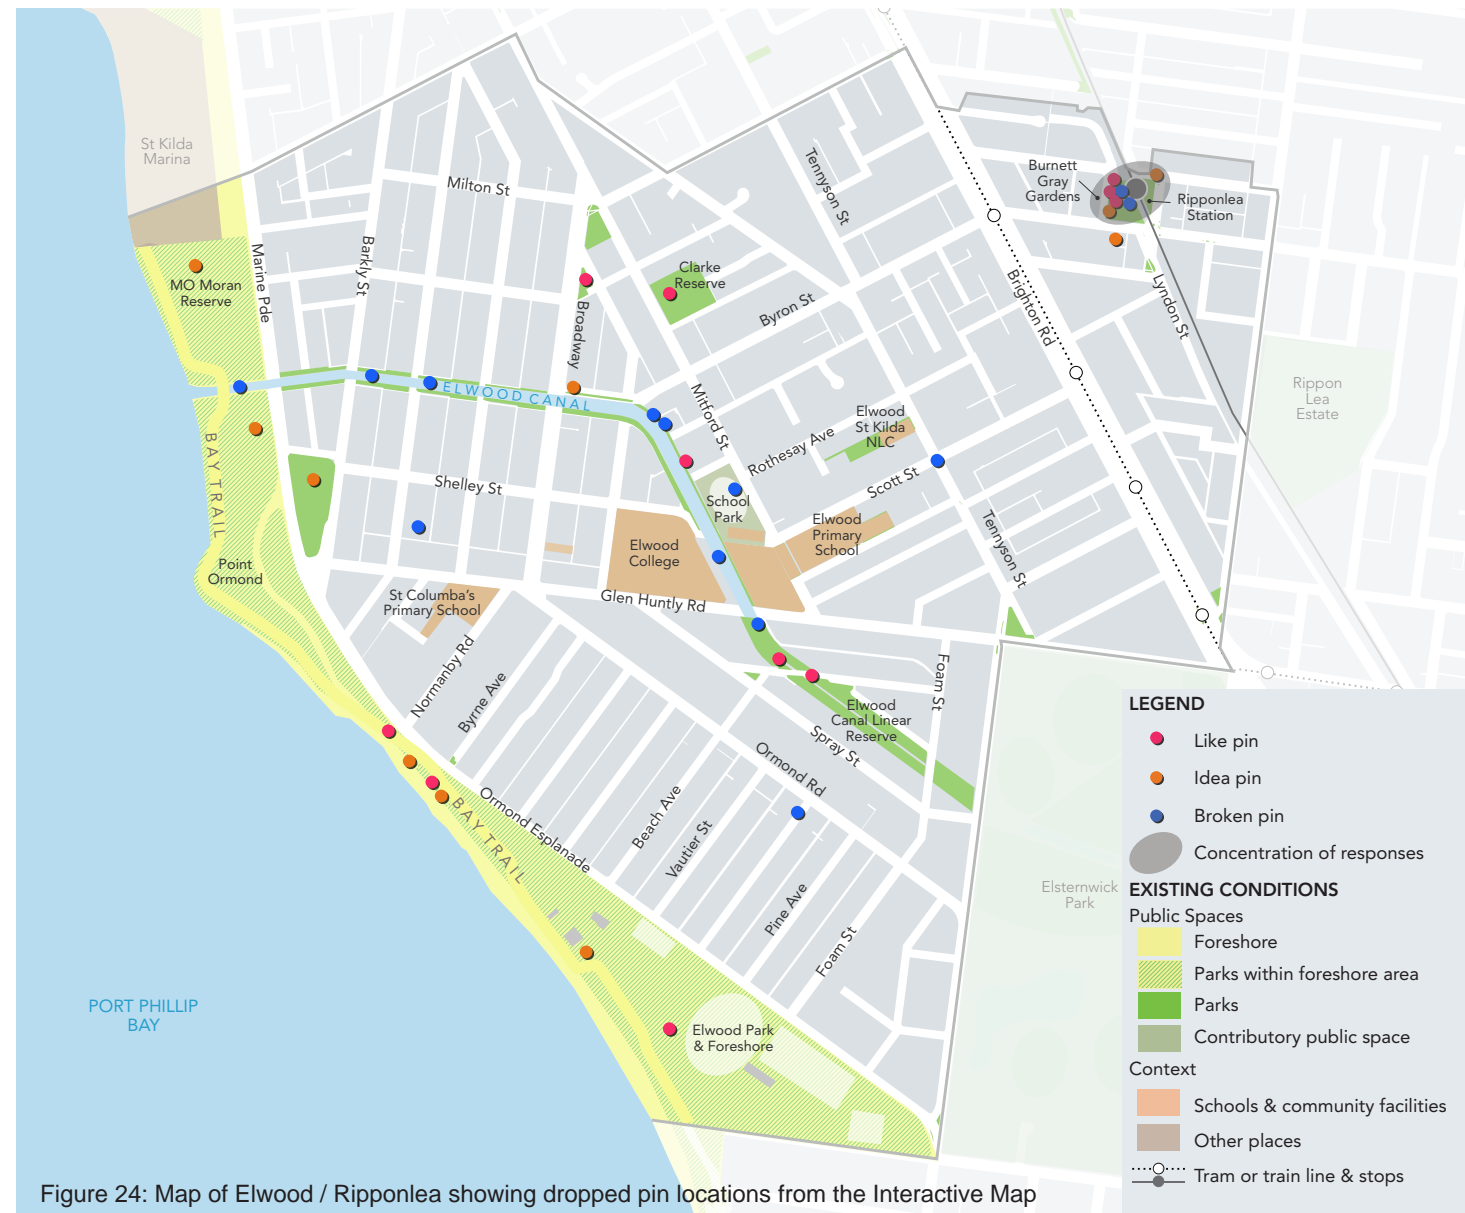 St Kilda
Marina
Milton St
Tennyson St
Burnett
Gray
Gardens
Ripponlea
Station
MO Moran
Reserve
Marine Pde
Barkly St
Broadway
Clarke
Reserve
Byron St
Brighton Rd
Lyndon St
Rippon
Lea
Estate
ELWOOD CANAL
Mitford St
Rothesay Ave
Elwood
St Kilda
NLC
Scott St
BAY TRAIL
Shelley St
School
Park
Elwood
Primary
School
Tennyson St
Elwood
College
Point
Ormond
St Columba's
Primary School
Glen Huntly Rd
Normanby Rd
Byrne Ave
Foam St
Elwood
Canal Linear
Reserve
Spray St
Ormond Rd
Ormond Esplanade
BAY TRAIL
Beach Ave
Vautier St
Pine Ave
Foam St
Elsternwick
Park
PORT PHILLIP
BAY
Elwood Park
& Foreshore
LEGEND
Like pin
Idea pin
Broken pin
Concentration of responses
EXISTING CONDITIONS
Public Spaces
Foreshore
Parks within foreshore area
Parks
Contributory public space
Context
Schools & community facilities
Other places
Tram or train line & stops
Figure 24: Map of Elwood / Ripponlea showing dropped pin locations from the Interactive Map